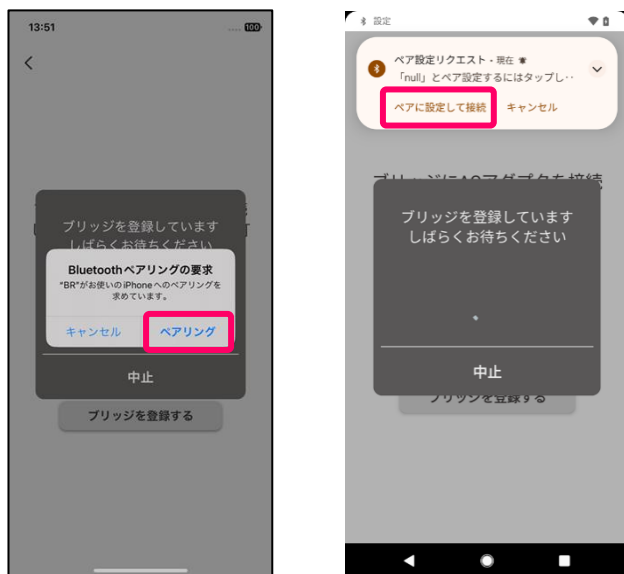 13:51
100
ブリッジを登録しています
しばらくお待ちください
Bluetoothペアリングの要求
"BR"がお使いのiPhoneへのペアリングを
求めています。
キャンセル
ペアリング
中止
ブリッジを登録する
設定
ペア設定リクエスト・現在
「null」とペア設定するにはタップし・・
ペアに設定して接続
キャンセル
ブリッジにACアダプタを接続
ブリッジを登録しています
しばらくお待ちください
中止
ブリッジを登録する